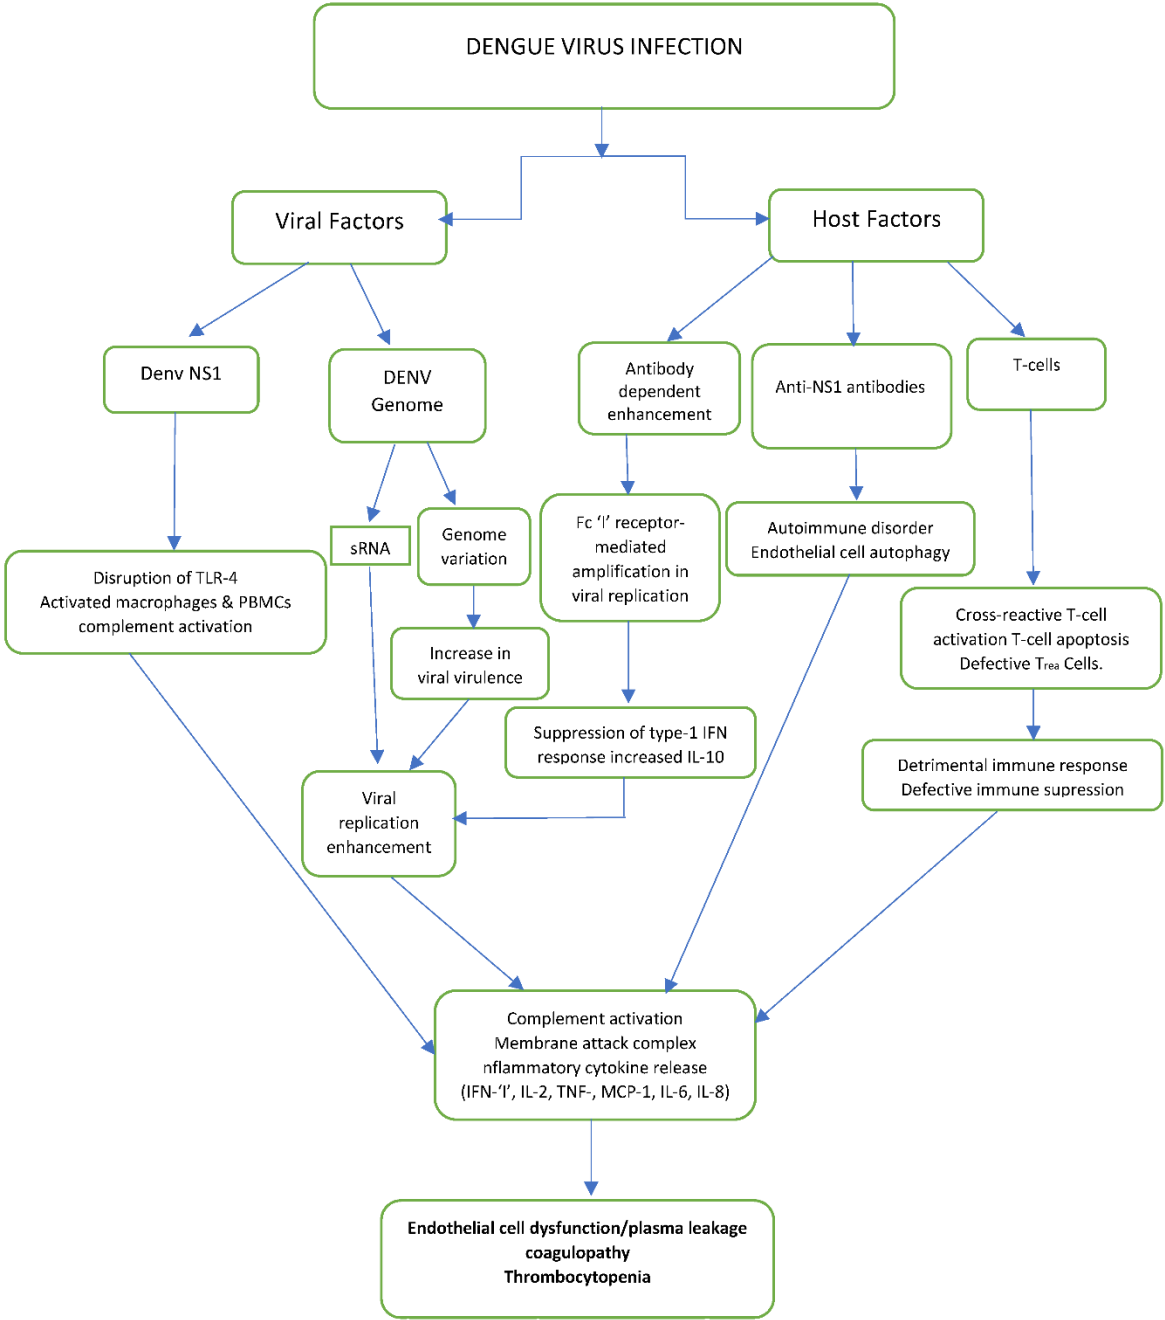 DENGUE VIRUS INFECTION
Viral Factors
Host Factors
Denv NS1
DENV
Genome
Antibody
dependent
enhancement
Anti-NS1 antibodies
T-cells
sRNA
Genome
variation
Fc ‘I’ receptor-
mediated
amplification in
viral replication
Autoimmune disorder
Endothelial cell autophagy
Disruption of TLR-4
Activated macrophages & PBMCs
complement activation
Cross-reactive T-cell
activation T-cell apoptosis
Defective Trea Cells.
Increase in
viral virulence
Suppression of type-1 IFN
response increased IL-10
Detrimental immune response
Defective immune supression
Viral
replication
enhancement
Complement activation
Membrane attack complex
nflammatory cytokine release
(IFN-‘I’, IL-2, TNF-, MCP-1, IL-6, IL-8)
Endothelial cell dysfunction/plasma leakage
coagulopathy
Thrombocytopenia